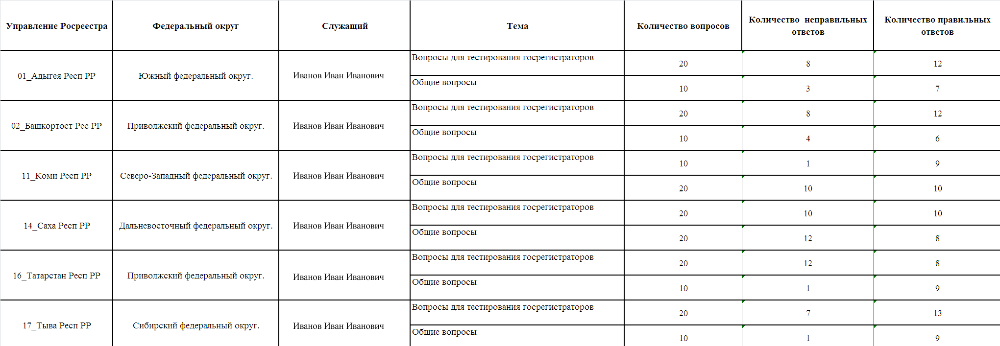 Управление Росреестра Федеральный округ Служащий Тема Количество вопросов Количество неправильных ответов Количество правильных ответов
01_Адыгея Респ РР Южный федеральный округ. Иванов Иван Иванович Вопросы для тестирования госрегистраторов 20 8 12
Общие вопросы 10 3 7
02_Башкортост Рес РР Приволжский федеральный округ. Иванов Иван Иванович Вопросы для тестирования госрегистраторов 20 8 12
Общие вопросы 10 4 6
11_Коми Респ РР Северо-Западный федеральный округ. Иванов Иван Иванович Вопросы для тестирования госрегистраторов 10 1 9
Общие вопросы 20 10 10
14_Саха Респ РР Дальневосточный федеральный округ. Иванов Иван Иванович Вопросы для тестирования госрегистраторов 20 10 10
Общие вопросы 20 12 8
16_Татарстан Респ РР Приволжский федеральный округ. Иванов Иван Иванович Вопросы для тестирования госрегистраторов 20 12 8
Общие вопросы 10 1 9
17_Тыва Респ РР Сибирский федеральный округ. Иванов Иван Иванович Вопросы для тестирования госрегистраторов 20 7 13
Общие вопросы 10 1 9